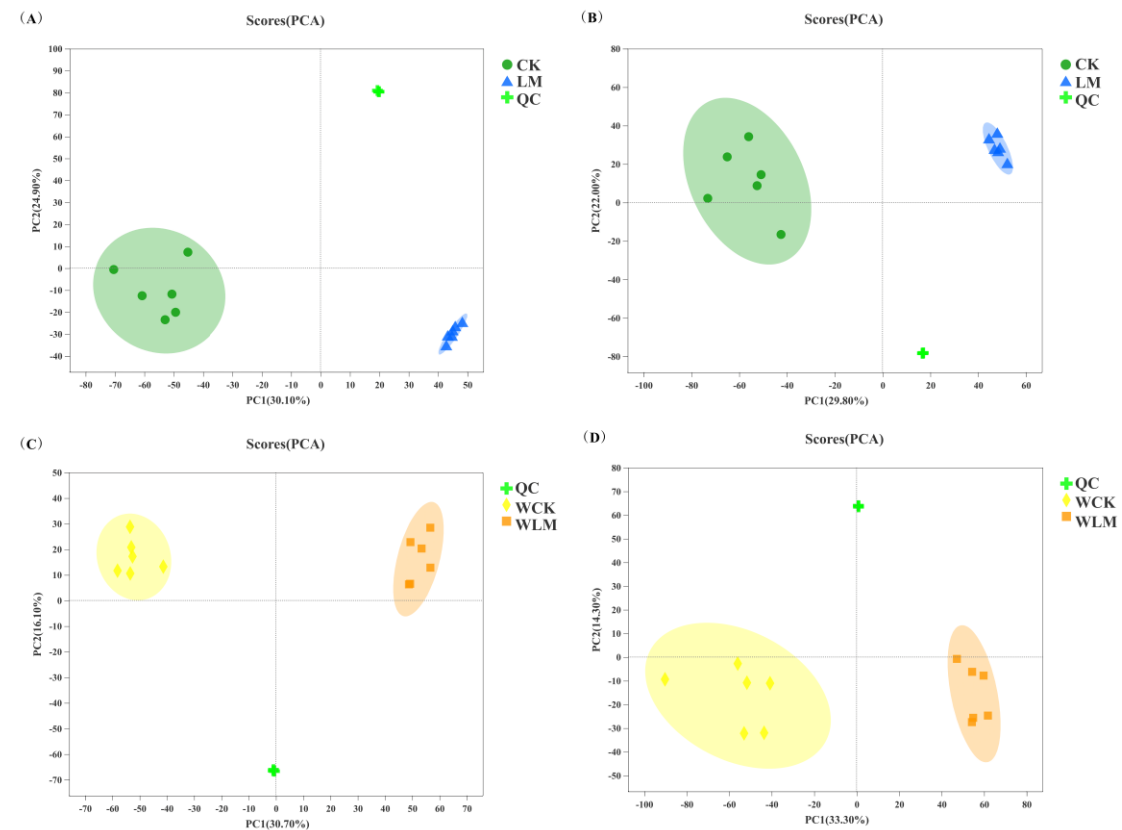 （A）
Scores(PCA)
100
90
80
70
60
50
40
30
20
10
0
-10
-20
-30
-40
PC2(24.90%)
-80 -70 -60 -50 -40 -30 -20 -10 0 10 20 30 40 50
PC1(30.10%)
CK
LM
QC
（B）
Scores(PCA)
80
60
40
20
0
-20
-40
-60
-80
PC2(22.00%)
-100 -80 -60 -40 -20 0 20 40 60
PC1(29.80%)
CK
LM
QC
（C）
Scores(PCA)
50
40
30
20
10
0
-10
-20
-30
-40
-50
-60
-70
PC2(16.10%)
-70 -60 -50 -40 -30 -20 -10 0 10 20 30 40 50 60 70
PC1(30.70%)
QC
WCK
WLM
（D）
Scores(PCA)
80
70
60
50
40
30
20
10
0
-10
-20
-30
-40
-50
PC2(14.30%)
-100 -80 -60 -40 -20 0 20 40 60 80
PC1(33.30%)
QC
WCK
WLM